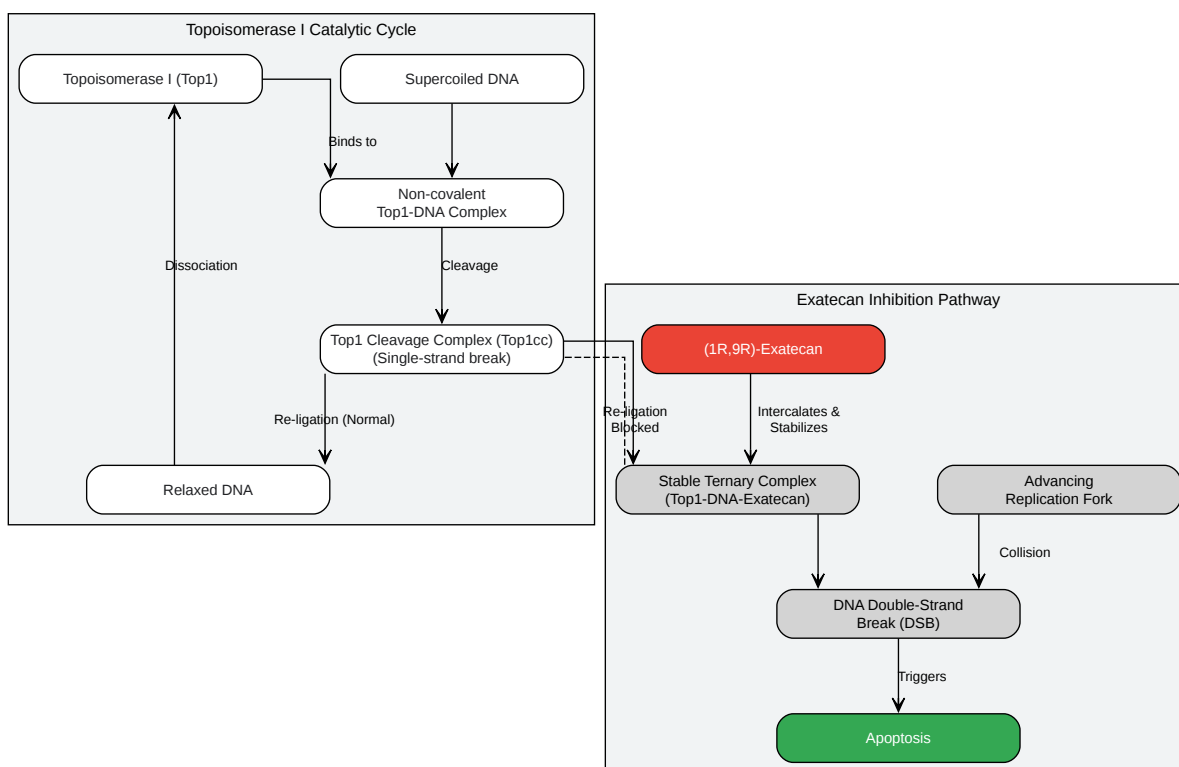 Topoisomerase I Catalytic Cycle
Topoisomerase I (Top1)
Supercoiled DNA
Binds to
Non-covalent
Top1-DNA Complex
Dissociation
Cleavage
Top1 Cleavage Complex (Top1cc)
(Single-strand break)
Re-ligation (Normal)
Relaxed DNA
Exatecan Inhibition Pathway
(1R,9R)-Exatecan
Re-ligation
Blocked
Intercalates &
Stabilizes
Stable Ternary Complex
(Top1-DNA-Exatecan)
Advancing
Replication Fork
Collision
DNA Double-Strand
Break (DSB)
Triggers
Apoptosis